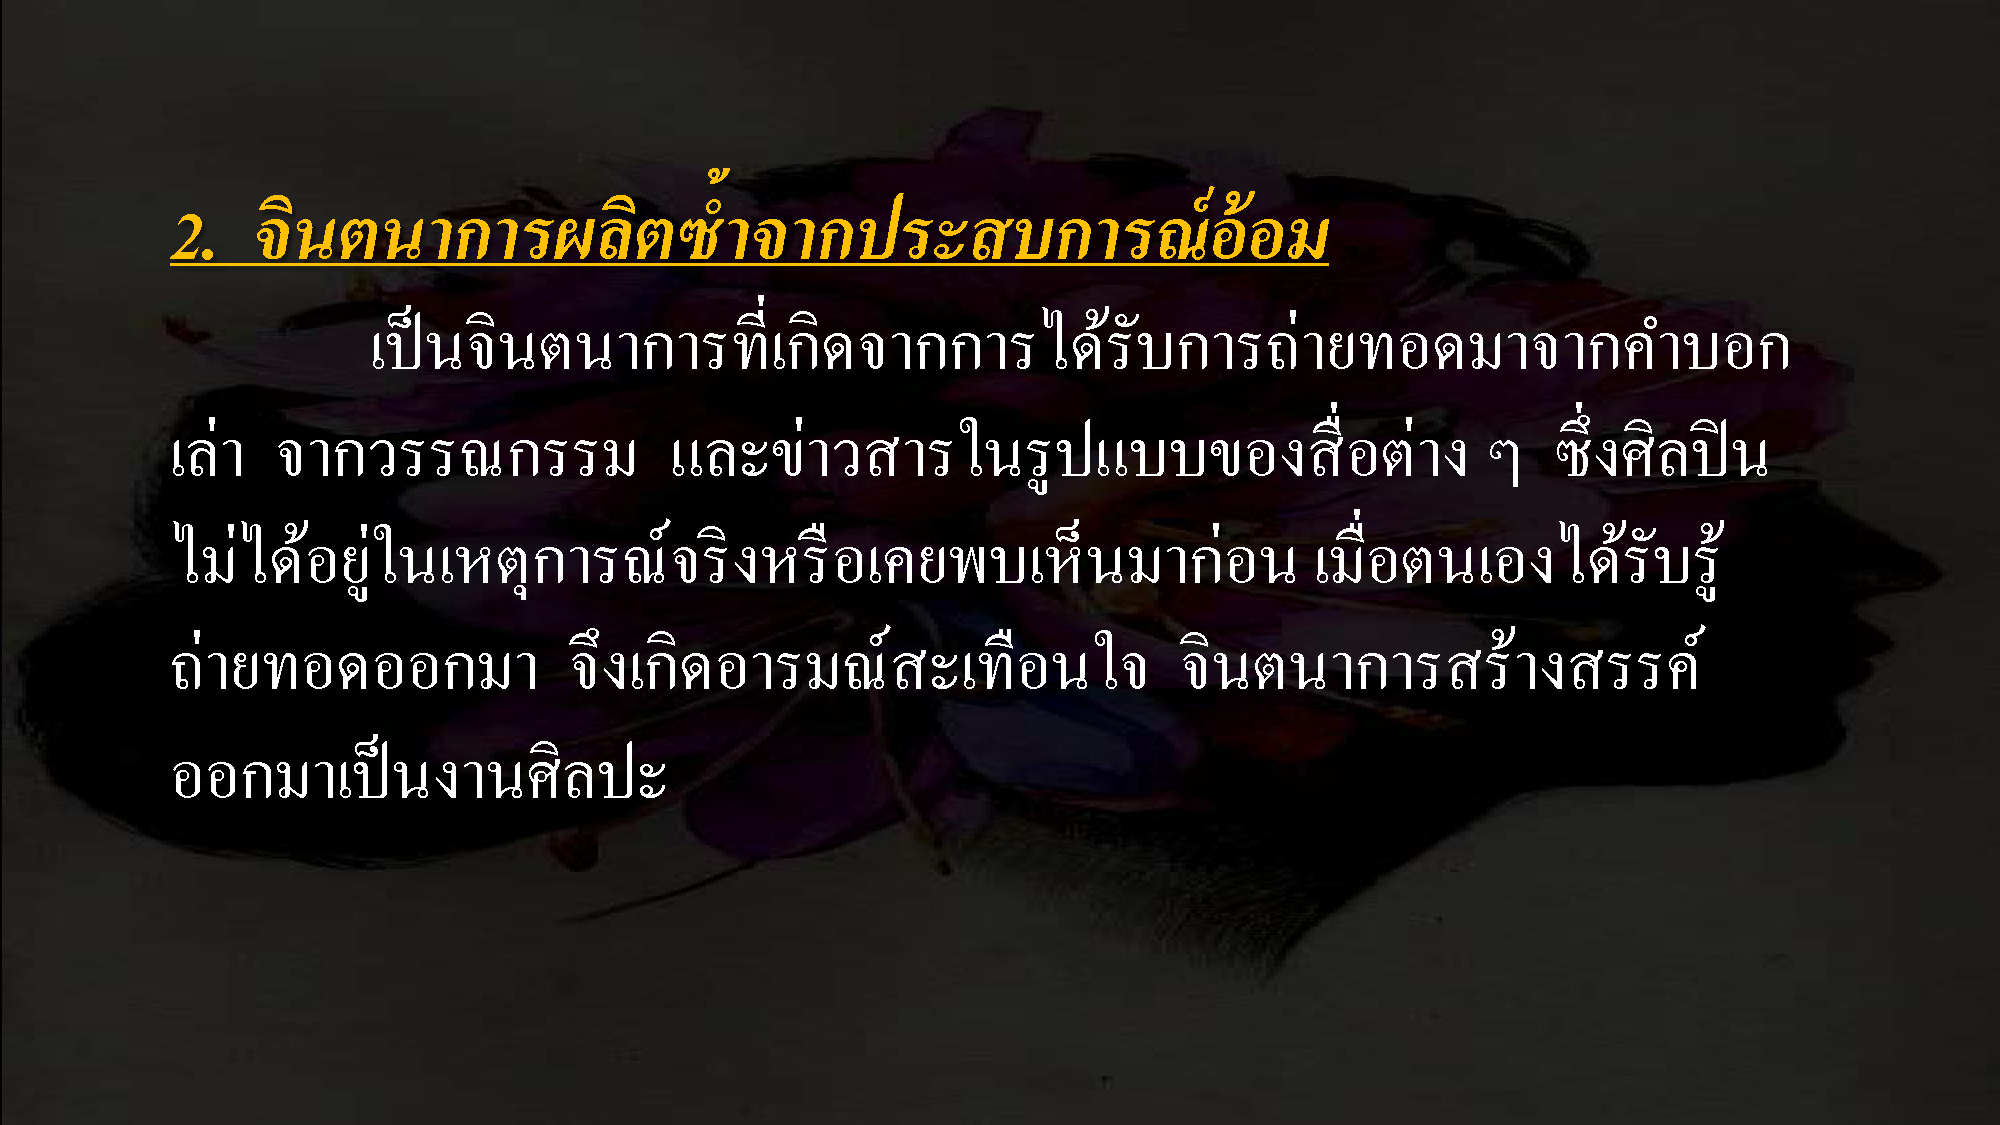 2. จินตนาการผลิตซ้ำจากประสบการณ์อ้อม
เป็นจินตนาการที่เกิดจากการได้รับการถ่ายทอดมาจากคำบอก
เล่า จากวรรณกรรม และข่าวสารในรูปแบบของสื่อต่าง ๆ ซึ่งศิลปิน
ไม่ได้อยู่ในเหตุการณ์จริงหรือเคยพบเห็นมาก่อน เมื่อตนเองได้รับรู้
ถ่ายทอดออกมา จึงเกิดอารมณ์สะเทือนใจ จินตนาการสร้างสรรค์
ออกมาเป็นงานศิลปะ